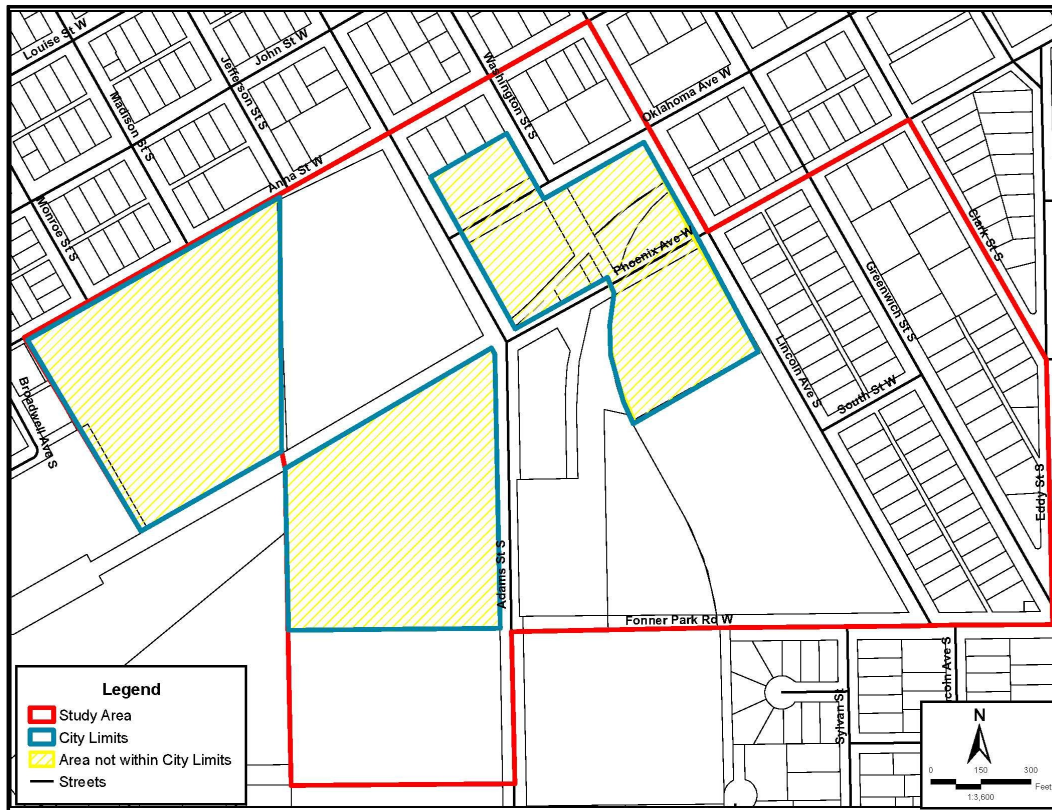 Louise St W
John St W
Madison St S
Jefferson St S
Washington St S
Oklahoma Ave W
Monroe St S
Anna St W
Clark St S
Phoenix Ave W
Greenwich St S
Lincoln Ave S
South St W
Broadwell Ave S
Eddy St S
Adams St S
Fonner Park Rd W
Sylvan St
coln Ave S
Legend
Study Area
City Limits
Area not within City Limits
Streets
N
0 150 300
Feet
1:3,600